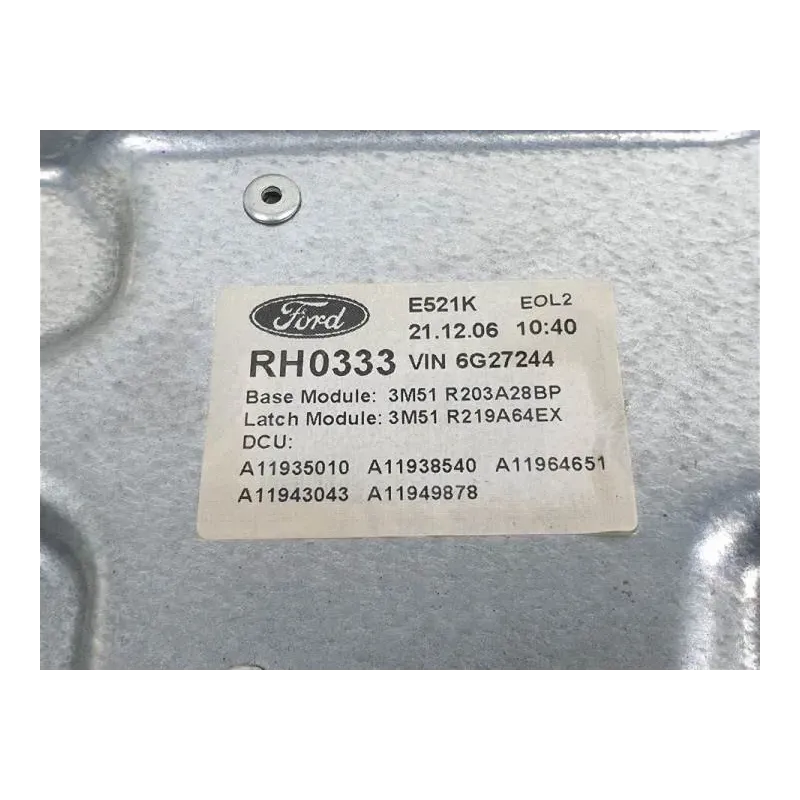 Ford E521K EOL2
21.12.06 10:40
RH0333 VIN 6G27244
Base Module: 3M51 R203A28BP
Latch Module: 3M51 R219A64EX
DCU:
A11935010 A11938540 A11964651
A11943043 A11949878